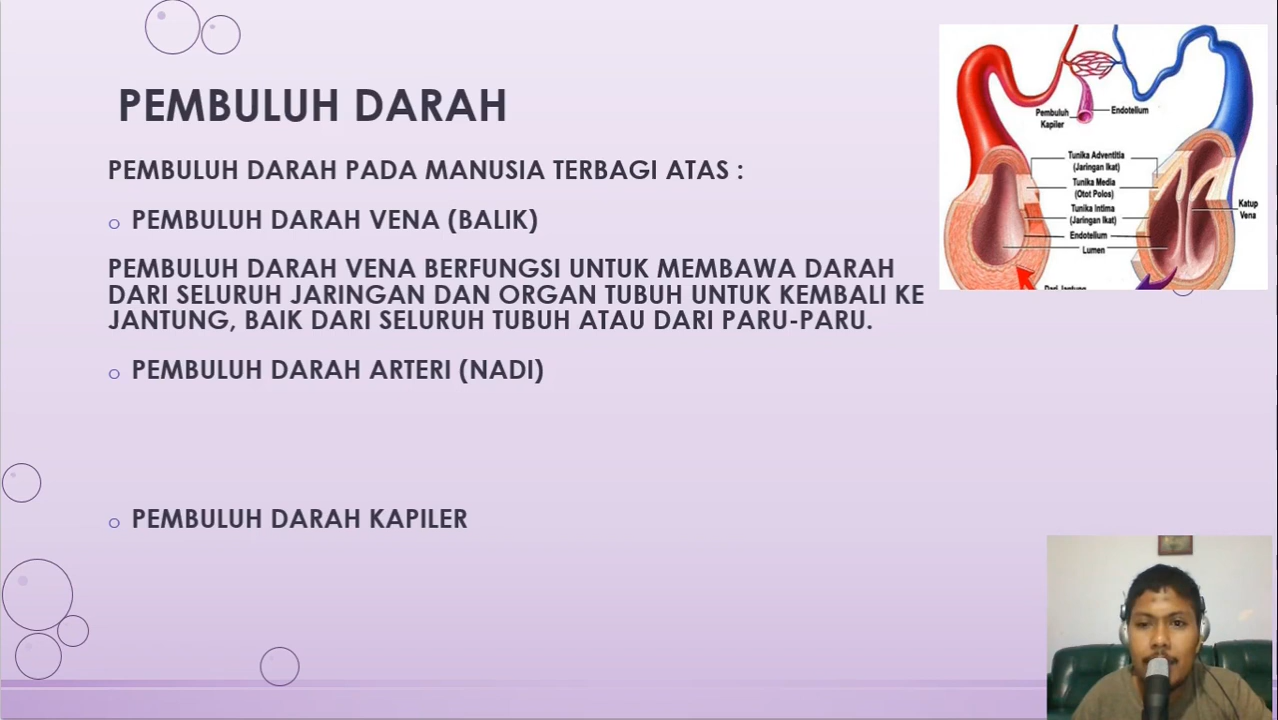 PEMBULUH DARAH
PEMBULUH DARAH PADA MANUSIA TERBAGI ATAS :
PEMBULUH DARAH VENA (BALIK)
PEMBULUH DARAH VENA BERFUNGSI UNTUK MEMBAWA DARAH
DARI SELURUH JARINGAN DAN ORGAN TUBUH UNTUK KEMBALI KE
JANTUNG, BAIK DARI SELURUH TUBUH ATAU DARI PARU-PARU.
PEMBULUH DARAH ARTERI (NADI)
PEMBULUH DARAH KAPILER
Pembuluh
Kapiler
Endotelium
Tunika Adventitia
(Jaringan Ikat)
Tunika Media
(Otot Polos)
Tunika Intima
(Jaringan Ikat)
Endotelium
Lumen
Katup
Vena
Dari Jantung